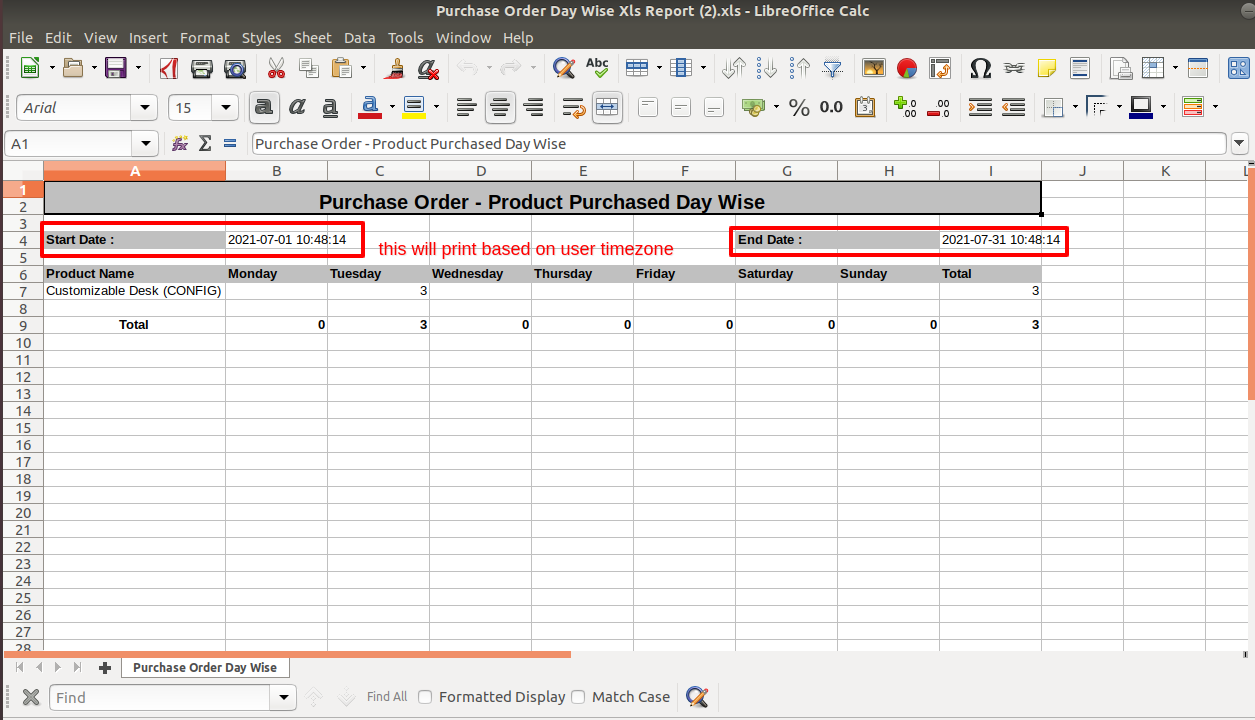 Purchase Order Day Wise Xls Report (2).xls - LibreOffice Calc
File Edit View Insert Format Styles Sheet Data Tools Window Help
Abc
Arial 15 a a a a % 0.0 .00 .00
A1 Purchase Order - Product Purchased Day Wise
A B C D E F G H I J K L
1
2 Purchase Order - Product Purchased Day Wise
3
4 Start Date : 2021-07-01 10:48:14 this will print based on user timezone End Date : 2021-07-31 10:48:14
5
6 Product Name Monday Tuesday Wednesday Thursday Friday Saturday Sunday Total
7 Customizable Desk (CONFIG) 3 3
8
9 Total 0 3 0 0 0 0 0 3
10
11
12
13
14
15
16
17
18
19
20
21
22
23
24
25
26
27
28
Purchase Order Day Wise
Find Find All Formatted Display Match Case